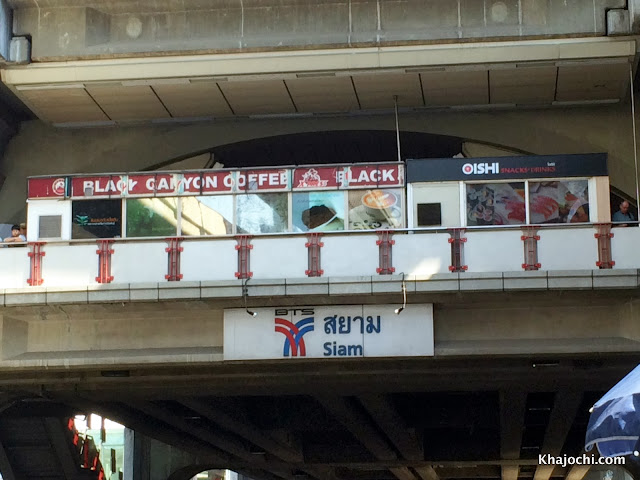 BLACK CANYON COFFEE BLACK
OISHI SNACKS • DRINKS
BTS
สยาม
Siam
Khajochi.com